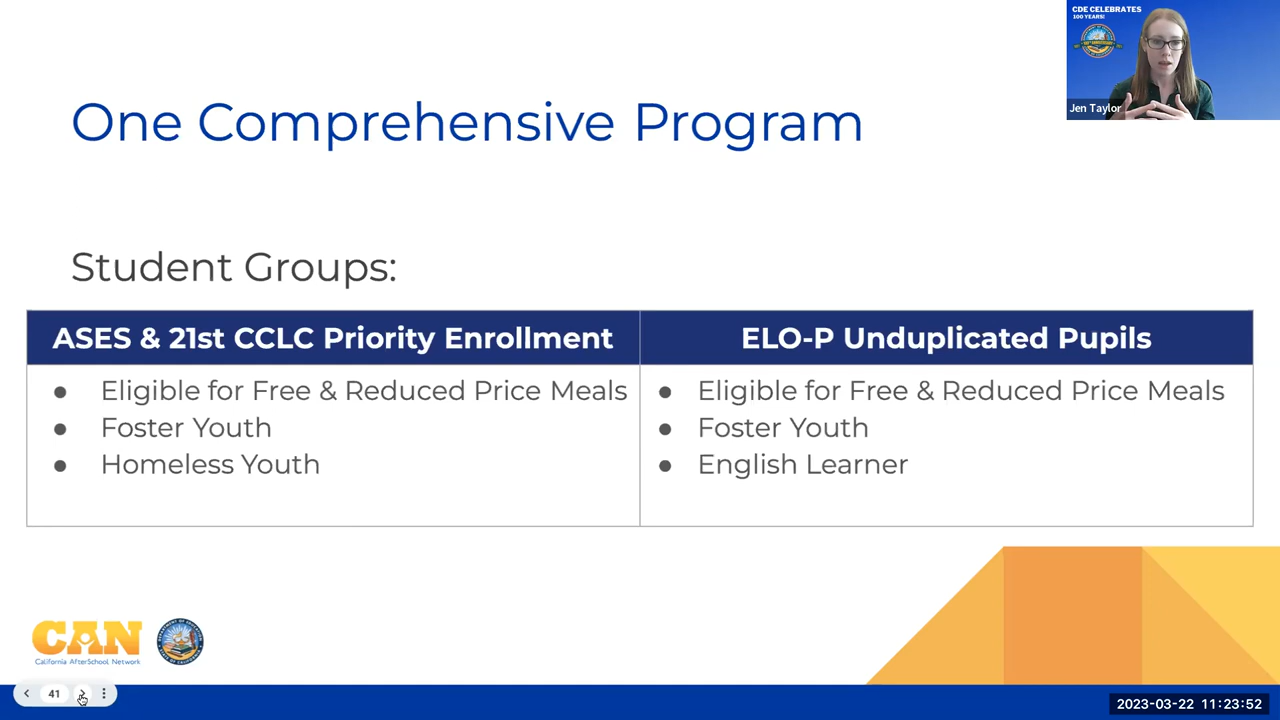 CDE CELEBRATES
100 YEARS!
Jen Taylor
One Comprehensive Program
Student Groups:
ASES & 21st CCLC Priority Enrollment
● Eligible for Free & Reduced Price Meals
● Foster Youth
● Homeless Youth
ELO-P Unduplicated Pupils
● Eligible for Free & Reduced Price Meals
● Foster Youth
● English Learner
CAN
California AfterSchool Network
41
2023-03-22 11:23:52